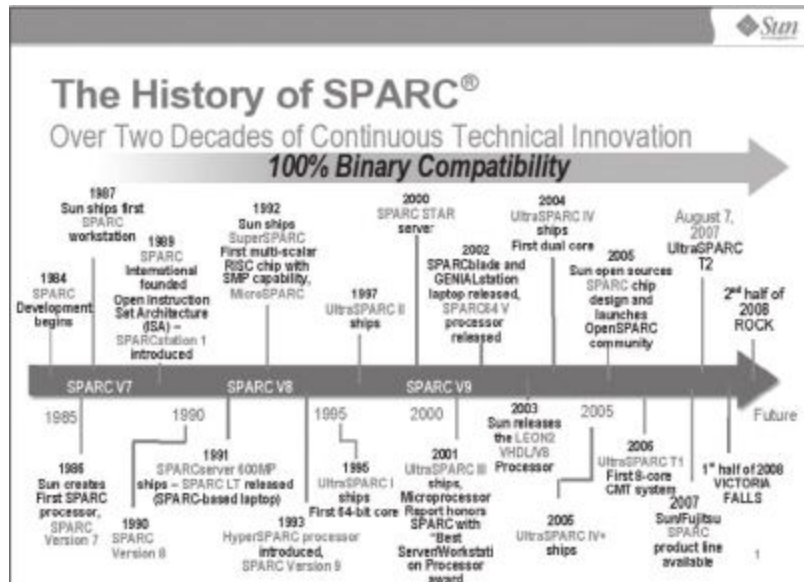 Sun
The History of SPARC®
Over Two Decades of Continuous Technical Innovation
100% Binary Compatibility
1984
SPARC
Development
begins
1987
Sun ships first
SPARC
workstation
1989
SPARC
International
founded
Open Instruction
Set Architecture
(ISA) –
SPARCstation 1
introduced
1992
Sun ships
SuperSPARC
First multi-scalar
RISC chip with
SMP capability,
MicroSPARC
1997
UltraSPARC II
ships
2000
SPARC STAR
server
2002
SPARCblade and
GENIALstation
laptop released,
SPARC64 V
processor
released
2004
UltraSPARC IV
ships
First dual core
2005
Sun open sources
SPARC chip
design and
launches
OpenSPARC
community
August 7,
2007
UltraSPARC
T2
2nd half of
2008
ROCK
SPARC V7
SPARC V8
SPARC V9
1985
1990
1995
2000
2005
Future
1986
Sun creates
First SPARC
processor,
SPARC
Version 7
1990
SPARC
Version 8
1991
SPARCserver 600MP
ships – SPARC LT released
(SPARC-based laptop)
1993
HyperSPARC processor
introduced,
SPARC Version 9
1995
UltraSPARC I
ships
First 64-bit core
2001
UltraSPARC III
ships, Microprocessor
Report honors
SPARC with
"Best
Server/Workstati
on Processor
award
2003
Sun releases
the LEON2
VHDL/V8
Processor
2005
UltraSPARC IV+
ships
2006
UltraSPARC T1
First 8-core
CMT system
2007
Sun/Fujitsu
SPARC
product line
available
1st half of 2008
VICTORIA
FALLS
1